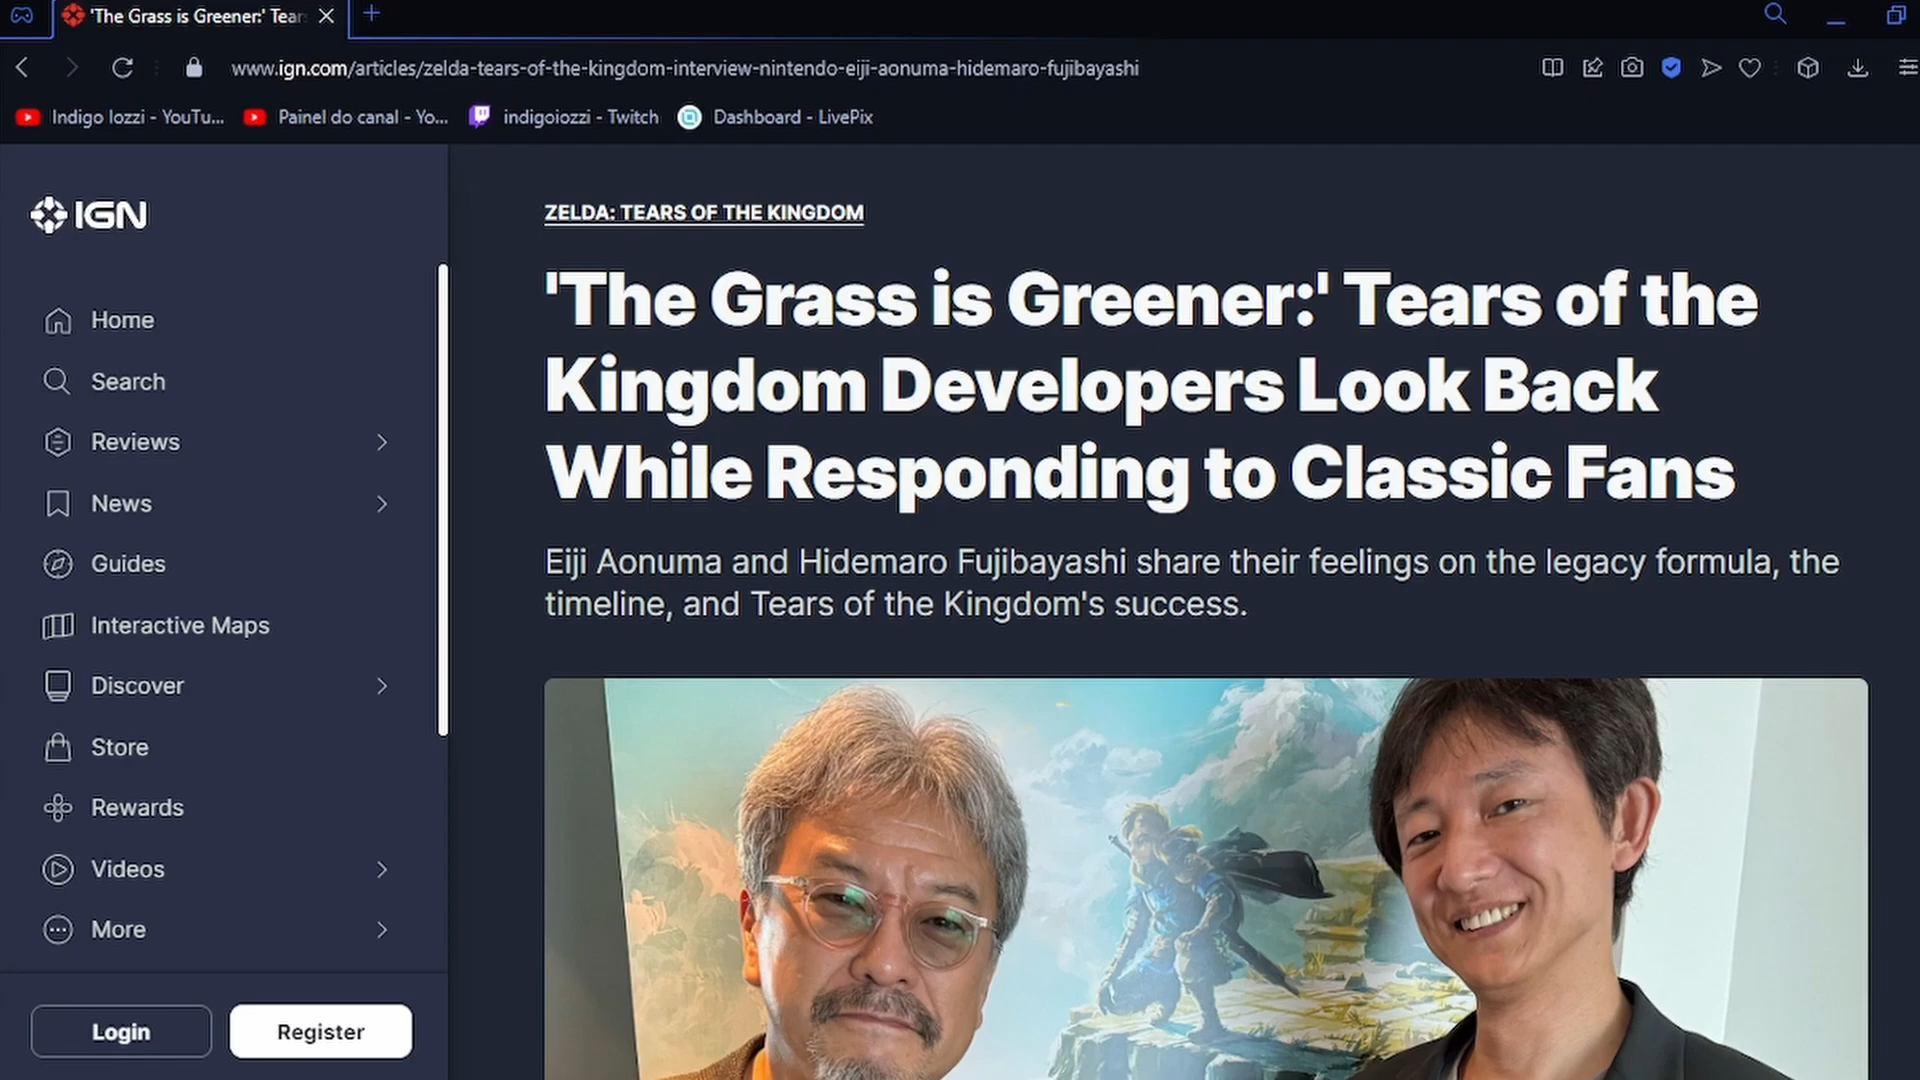 'The Grass is Greener:' Tear
www.ign.com/articles/zelda-tears-of-the-kingdom-interview-nintendo-eiji-aonuma-hidemaro-fujibayashi
Indigo Iozzi - YouTu... Painel do canal - Yo... indigoiozzi - Twitch Dashboard - LivePix
IGN
Home
Search
Reviews
News
Guides
Interactive Maps
Discover
Store
Rewards
Videos
More
Login Register
ZELDA: TEARS OF THE KINGDOM
'The Grass is Greener:' Tears of the
Kingdom Developers Look Back
While Responding to Classic Fans
Eiji Aonuma and Hidemaro Fujibayashi share their feelings on the legacy formula, the
timeline, and Tears of the Kingdom's success.